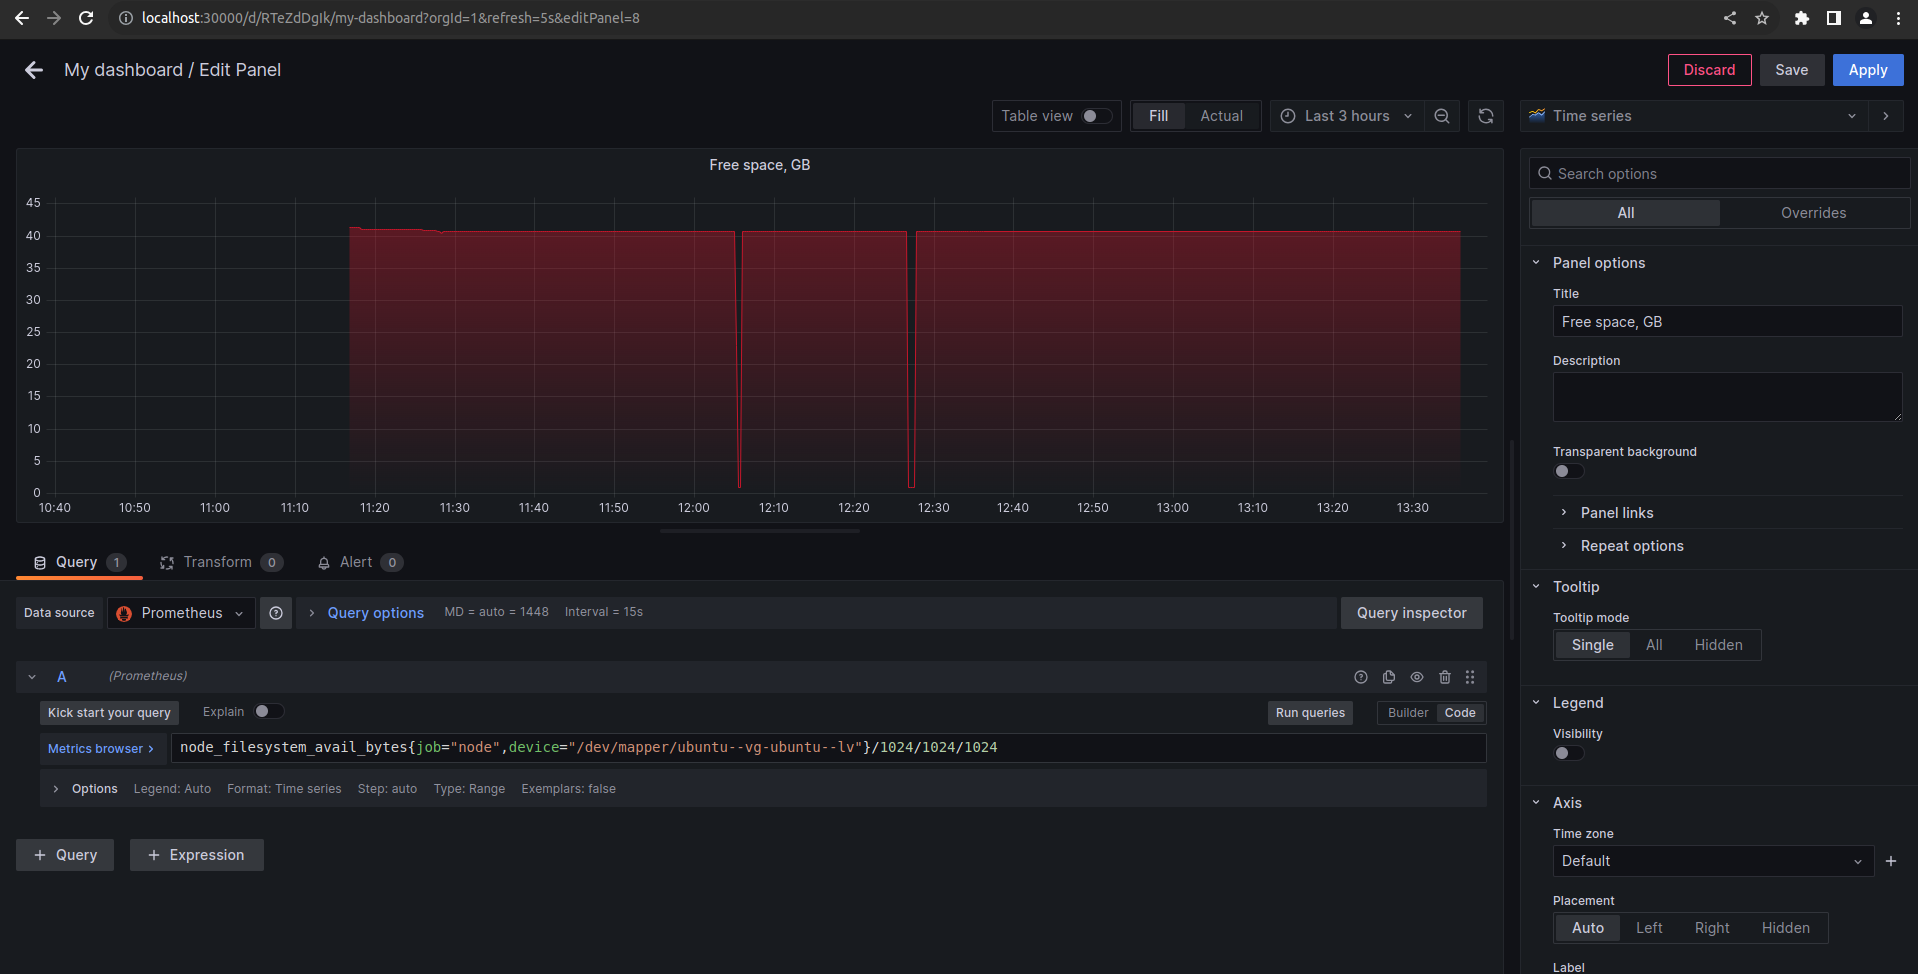 localhost:30000/d/RTeZdDgIk/my-dashboard?orgId=1&refresh=5s&editPanel=8
My dashboard / Edit Panel
Discard
Save
Apply
Table view
Fill
Actual
Last 3 hours
Time series
Free space, GB
45
40
35
30
25
20
15
10
5
0
10:40
10:50
11:00
11:10
11:20
11:30
11:40
11:50
12:00
12:10
12:20
12:30
12:40
12:50
13:00
13:10
13:20
13:30
Query 1
Transform 0
Alert 0
Data source
Prometheus
Query options
MD = auto = 1448
Interval = 15s
Query inspector
A
(Prometheus)
Kick start your query
Explain
Run queries
Builder
Code
Metrics browser >
node_filesystem_avail_bytes{job="node",device="/dev/mapper/ubuntu--vg-ubuntu--lv"}/1024/1024/1024
Options
Legend: Auto
Format: Time series
Step: auto
Type: Range
Exemplars: false
+ Query
+ Expression
Search options
All
Overrides
Panel options
Title
Free space, GB
Description
Transparent background
Panel links
Repeat options
Tooltip
Tooltip mode
Single
All
Hidden
Legend
Visibility
Axis
Time zone
Default
Placement
Auto
Left
Right
Hidden
Label